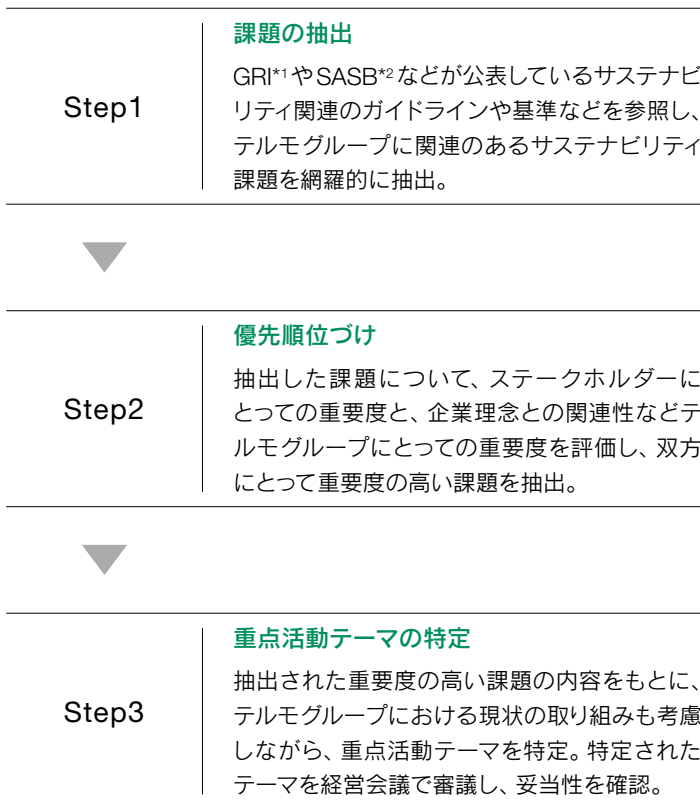 Step1
課題の抽出
GRI*1やSASB*2などが公表しているサステナビ
リティ関連のガイドラインや基準などを参照し、
テルモグループに関連のあるサステナビリティ
課題を網羅的に抽出。
Step2
優先順位づけ
抽出した課題について、ステークホルダーに
とっての重要度と、企業理念との関連性などテ
ルモグループにとっての重要度を評価し、双方
にとって重要度の高い課題を抽出。
Step3
重点活動テーマの特定
抽出された重要度の高い課題の内容をもとに、
テルモグループにおける現状の取り組みも考慮
しながら、重点活動テーマを特定。特定された
テーマを経営会議で審議し、妥当性を確認。